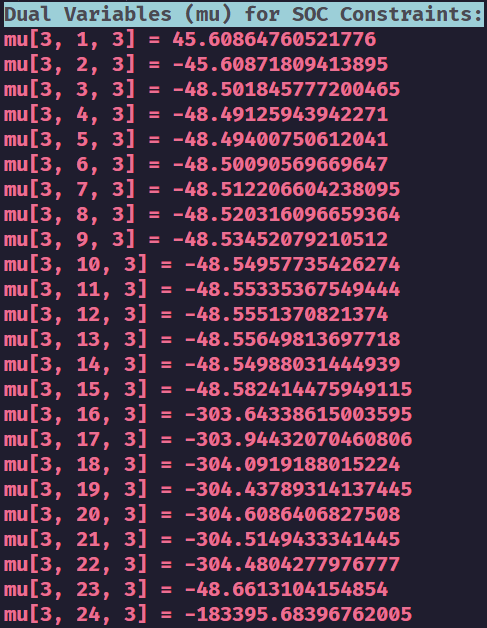 Dual Variables (mu) for SOC Constraints:
mu[3, 1, 3] = 45.60864760521776
mu[3, 2, 3] = -45.60871809413895
mu[3, 3, 3] = -48.501845777200465
mu[3, 4, 3] = -48.49125943942271
mu[3, 5, 3] = -48.49400750612041
mu[3, 6, 3] = -48.50090569669647
mu[3, 7, 3] = -48.512206604238095
mu[3, 8, 3] = -48.520316096659364
mu[3, 9, 3] = -48.53452079210512
mu[3, 10, 3] = -48.54957735426274
mu[3, 11, 3] = -48.55335367549444
mu[3, 12, 3] = -48.5551370821374
mu[3, 13, 3] = -48.55649813697718
mu[3, 14, 3] = -48.54988031444939
mu[3, 15, 3] = -48.582414475949115
mu[3, 16, 3] = -303.64338615003595
mu[3, 17, 3] = -303.94432070460806
mu[3, 18, 3] = -304.0919188015224
mu[3, 19, 3] = -304.43789314137445
mu[3, 20, 3] = -304.6086406827508
mu[3, 21, 3] = -304.5149433341445
mu[3, 22, 3] = -304.4804277976777
mu[3, 23, 3] = -48.6613104154854
mu[3, 24, 3] = -183395.68396762005